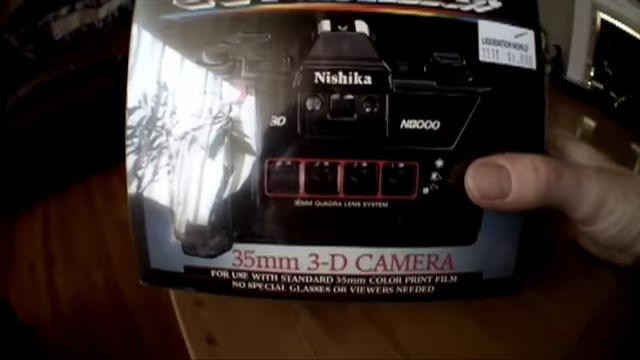 LIQUIDATION WORLD
Nishika
3D
N8000
30MM QUADRA LENS SYSTEM
35mm 3-D CAMERA
FOR USE WITH STANDARD 35mm COLOR PRINT FILM
NO SPECIAL GLASSES OR VIEWERS NEEDED